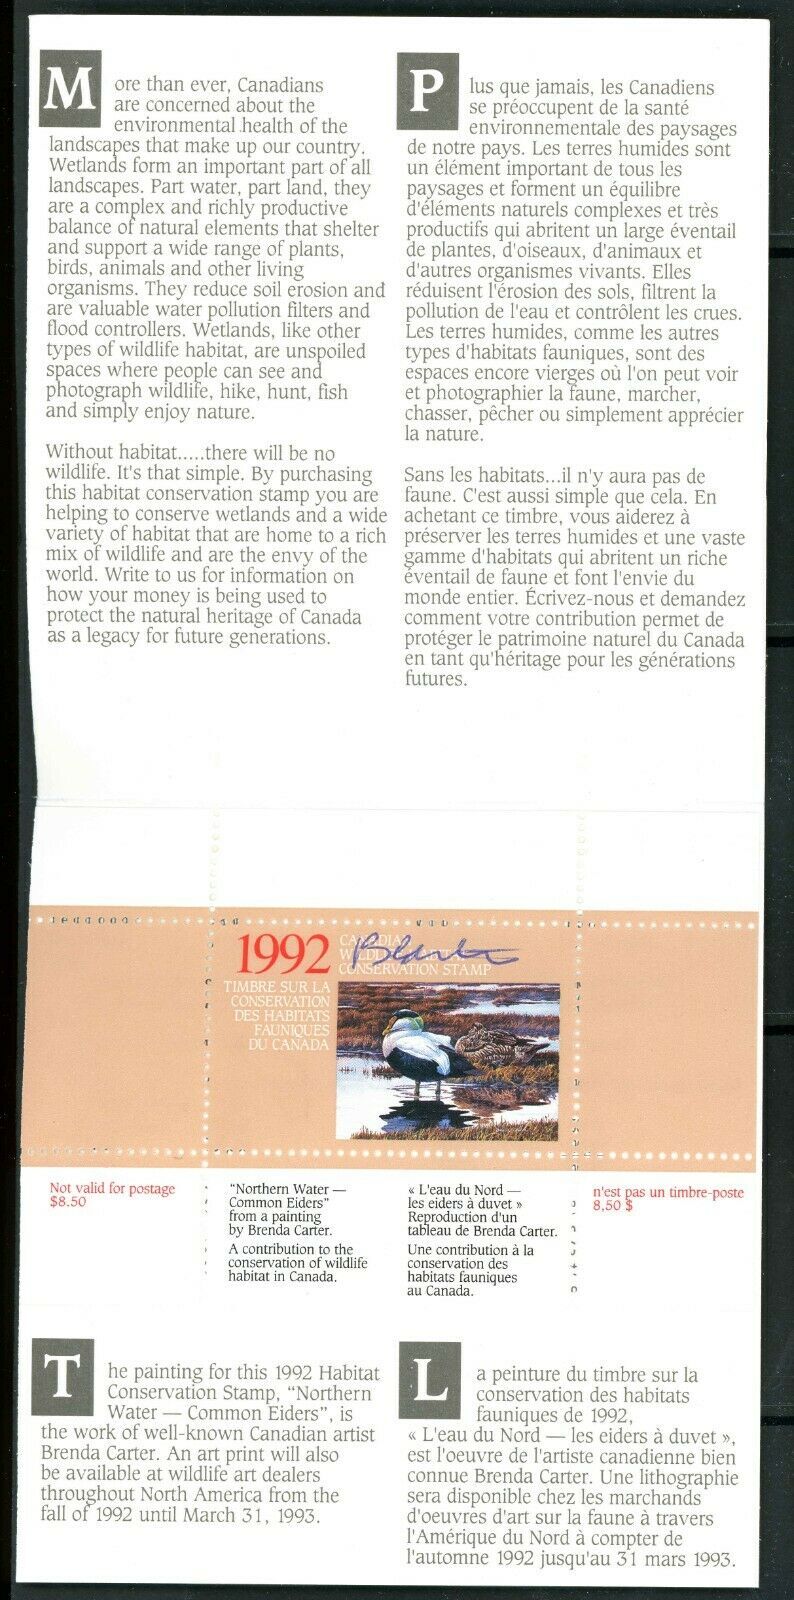 More than ever, Canadians
are concerned about the
environmental health of the
landscapes that make up our country.
Wetlands form an important part of all
landscapes. Part water, part land, they
are a complex and richly productive
balance of natural elements that shelter
and support a wide range of plants,
birds, animals and other living
organisms. They reduce soil erosion and
are valuable water pollution filters and
flood controllers. Wetlands, like other
types of wildlife habitat, are unspoiled
spaces where people can see and
photograph wildlife, hike, hunt, fish
and simply enjoy nature.
Without habitat.....there will be no
wildlife. It's that simple. By purchasing
this habitat conservation stamp you are
helping to conserve wetlands and a wide
variety of habitat that are home to a rich
mix of wildlife and are the envy of the
world. Write to us for information on
how your money is being used to
protect the natural heritage of Canada
as a legacy for future generations.
Plus que jamais, les Canadiens
se préoccupent de la santé
environnementale des paysages
de notre pays. Les terres humides sont
un élément important de tous les
paysages et forment un équilibre
d'éléments naturels complexes et très
productifs qui abritent un large éventail
de plantes, d'oiseaux, d'animaux et
d'autres organismes vivants. Elles
réduisent l'érosion des sols, filtrent la
pollution de l'eau et contrôlent les crues.
Les terres humides, comme les autres
types d'habitats fauniques, sont des
espaces encore vierges où l'on peut voir
et photographier la faune, marcher,
chasser, pêcher ou simplement apprécier
la nature.
Sans les habitats...il n'y aura pas de
faune. C'est aussi simple que cela. En
achetant ce timbre, vous aiderez à
préserver les terres humides et une vaste
gamme d'habitats qui abritent un riche
éventail de faune et font l'envie du
monde entier. Écrivez-nous et demandez
comment votre contribution permet de
protéger le patrimoine naturel du Canada
en tant qu'héritage pour les générations
futures.
1992
CANADIAN
WILDLIFE HABITAT
CONSERVATION STAMP
TIMBRE SUR LA
CONSERVATION
DES HABITATS
FAUNIQUES
DU CANADA
Not valid for postage
$8.50
“Northern Water —
Common Eiders”
from a painting
by Brenda Carter.
A contribution to the
conservation of wildlife
habitat in Canada.
« L'eau du Nord —
les eiders à duvet »
Reproduction d'un
tableau de Brenda Carter.
Une contribution à la
conservation des
habitats fauniques
au Canada.
n'est pas un timbre-poste
8,50 $
The painting for this 1992 Habitat
Conservation Stamp, “Northern
Water — Common Eiders”, is
the work of well-known Canadian artist
Brenda Carter. An art print will also
be available at wildlife art dealers
throughout North America from the
fall of 1992 until March 31, 1993.
La peinture du timbre sur la
conservation des habitats
fauniques de 1992,
« L'eau du Nord — les eiders à duvet »,
est l'oeuvre de l'artiste canadienne bien
connue Brenda Carter. Une lithographie
sera disponible chez les marchands
d'oeuvres d'art sur la faune à travers
l'Amérique du Nord à compter de
l'automne 1992 jusqu'au 31 mars 1993.